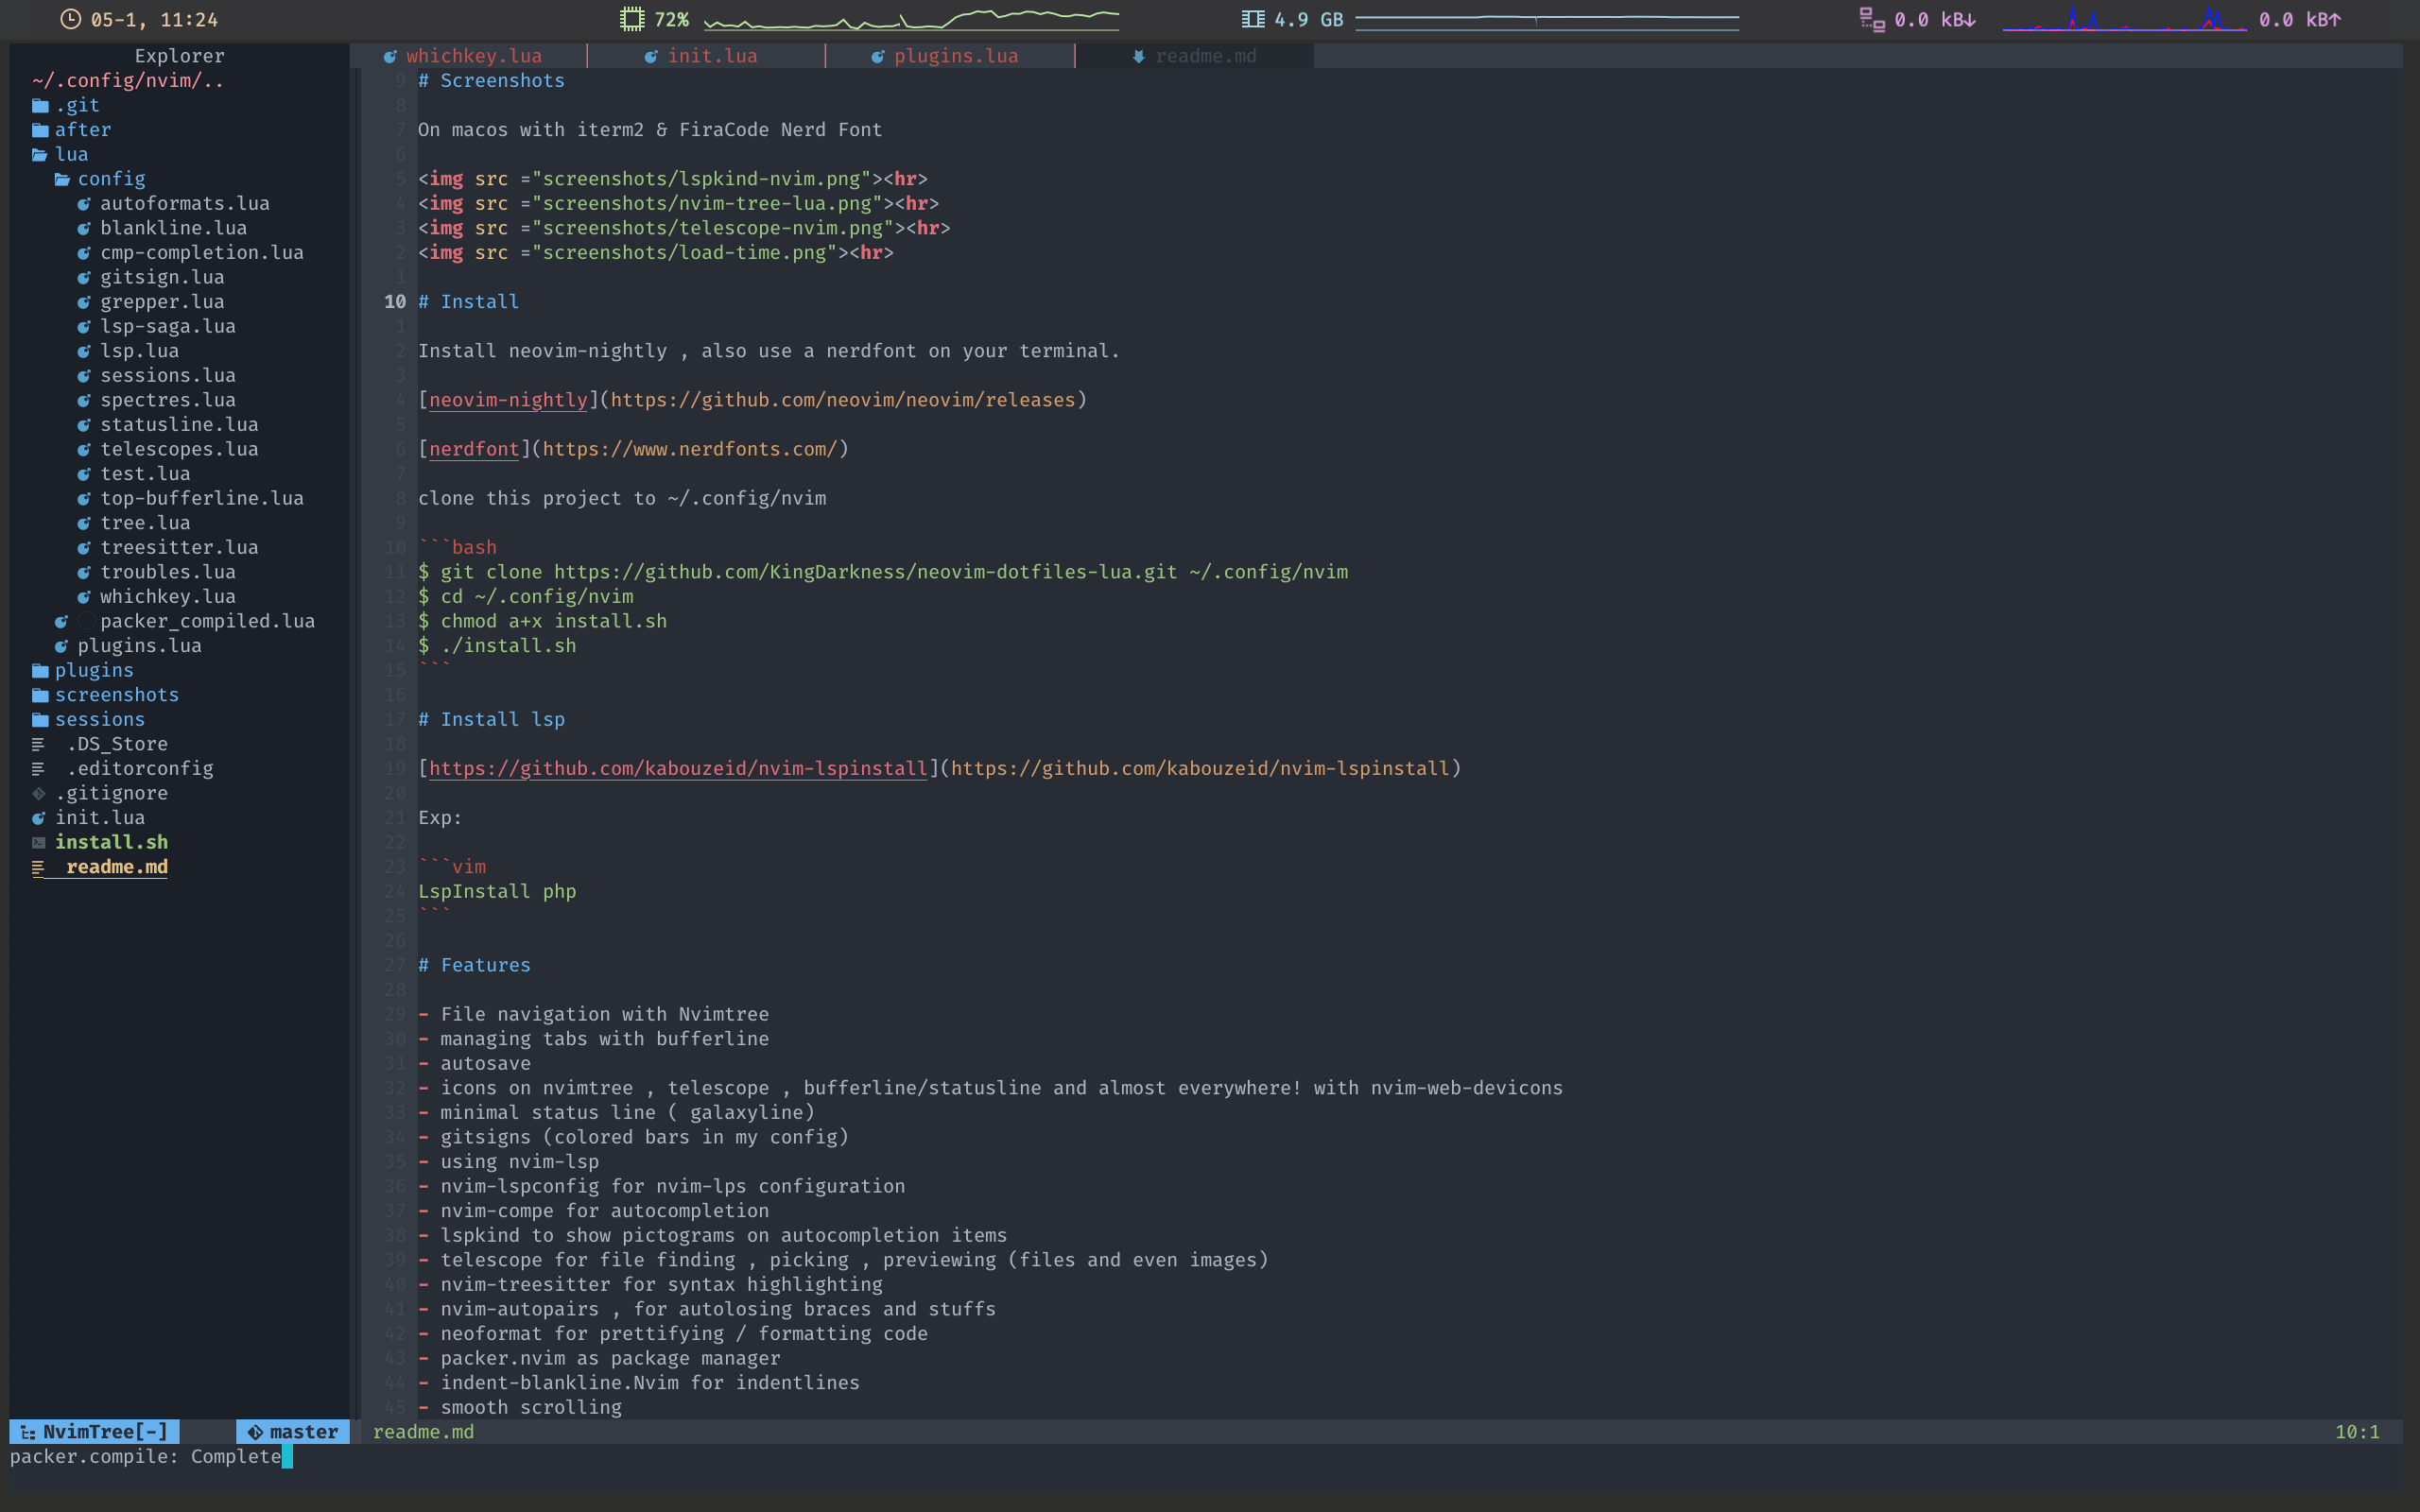 05-1, 11:24 72% 4.9 GB 0.0 kB↓ 0.0 kB↑
Explorer
~/.config/nvim/..
.git
after
lua
config
autoformats.lua
blankline.lua
cmp-completion.lua
gitsign.lua
grepper.lua
lsp-saga.lua
lsp.lua
sessions.lua
spectres.lua
statusline.lua
telescopes.lua
test.lua
top-bufferline.lua
tree.lua
treesitter.lua
troubles.lua
whichkey.lua
packer_compiled.lua
plugins.lua
plugins
screenshots
sessions
.DS_Store
.editorconfig
.gitignore
init.lua
install.sh
readme.md
whichkey.lua init.lua plugins.lua readme.md
9 # Screenshots
8
7 On macos with iterm2 & FiraCode Nerd Font
6
5 <img src ="screenshots/lspkind-nvim.png"><hr>
4 <img src ="screenshots/nvim-tree-lua.png"><hr>
3 <img src ="screenshots/telescope-nvim.png"><hr>
2 <img src ="screenshots/load-time.png"><hr>
1
10 # Install
1
2 Install neovim-nightly , also use a nerdfont on your terminal.
3
4 [neovim-nightly](https://github.com/neovim/neovim/releases)
5
6 [nerdfont](https://www.nerdfonts.com/)
7
8 clone this project to ~/.config/nvim
9
10 ```bash
11 $ git clone https://github.com/KingDarkness/neovim-dotfiles-lua.git ~/.config/nvim
12 $ cd ~/.config/nvim
13 $ chmod a+x install.sh
14 $ ./install.sh
15 ```
16
17 # Install lsp
18
19 [https://github.com/kabouzeid/nvim-lspinstall](https://github.com/kabouzeid/nvim-lspinstall)
20
21 Exp:
22
23 ```vim
24 LspInstall php
25 ```
26
27 # Features
28
29 - File navigation with Nvimtree
30 - managing tabs with bufferline
31 - autosave
32 - icons on nvimtree , telescope , bufferline/statusline and almost everywhere! with nvim-web-devicons
33 - minimal status line ( galaxyline)
34 - gitsigns (colored bars in my config)
35 - using nvim-lsp
36 - nvim-lspconfig for nvim-lps configuration
37 - nvim-compe for autocompletion
38 - lspkind to show pictograms on autocompletion items
39 - telescope for file finding , picking , previewing (files and even images)
40 - nvim-treesitter for syntax highlighting
41 - nvim-autopairs , for autolosing braces and stuffs
42 - neoformat for prettifying / formatting code
43 - packer.nvim as package manager
44 - indent-blankline.Nvim for indentlines
45 - smooth scrolling
NvimTree[-] master readme.md 10:1
packer.compile: Complete